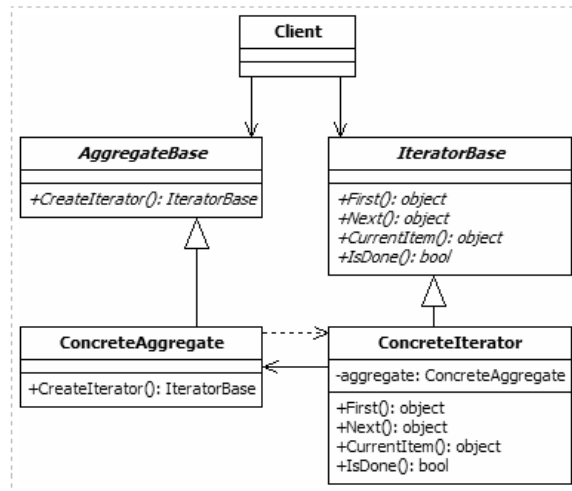 Client
AggregateBase
+CreateIterator(): IteratorBase
IteratorBase
+First(): object
+Next(): object
+CurrentItem(): object
+IsDone(): bool
ConcreteAggregate
+CreateIterator(): IteratorBase
ConcreteIterator
-aggregate: ConcreteAggregate
+First(): object
+Next(): object
+CurrentItem(): object
+IsDone(): bool